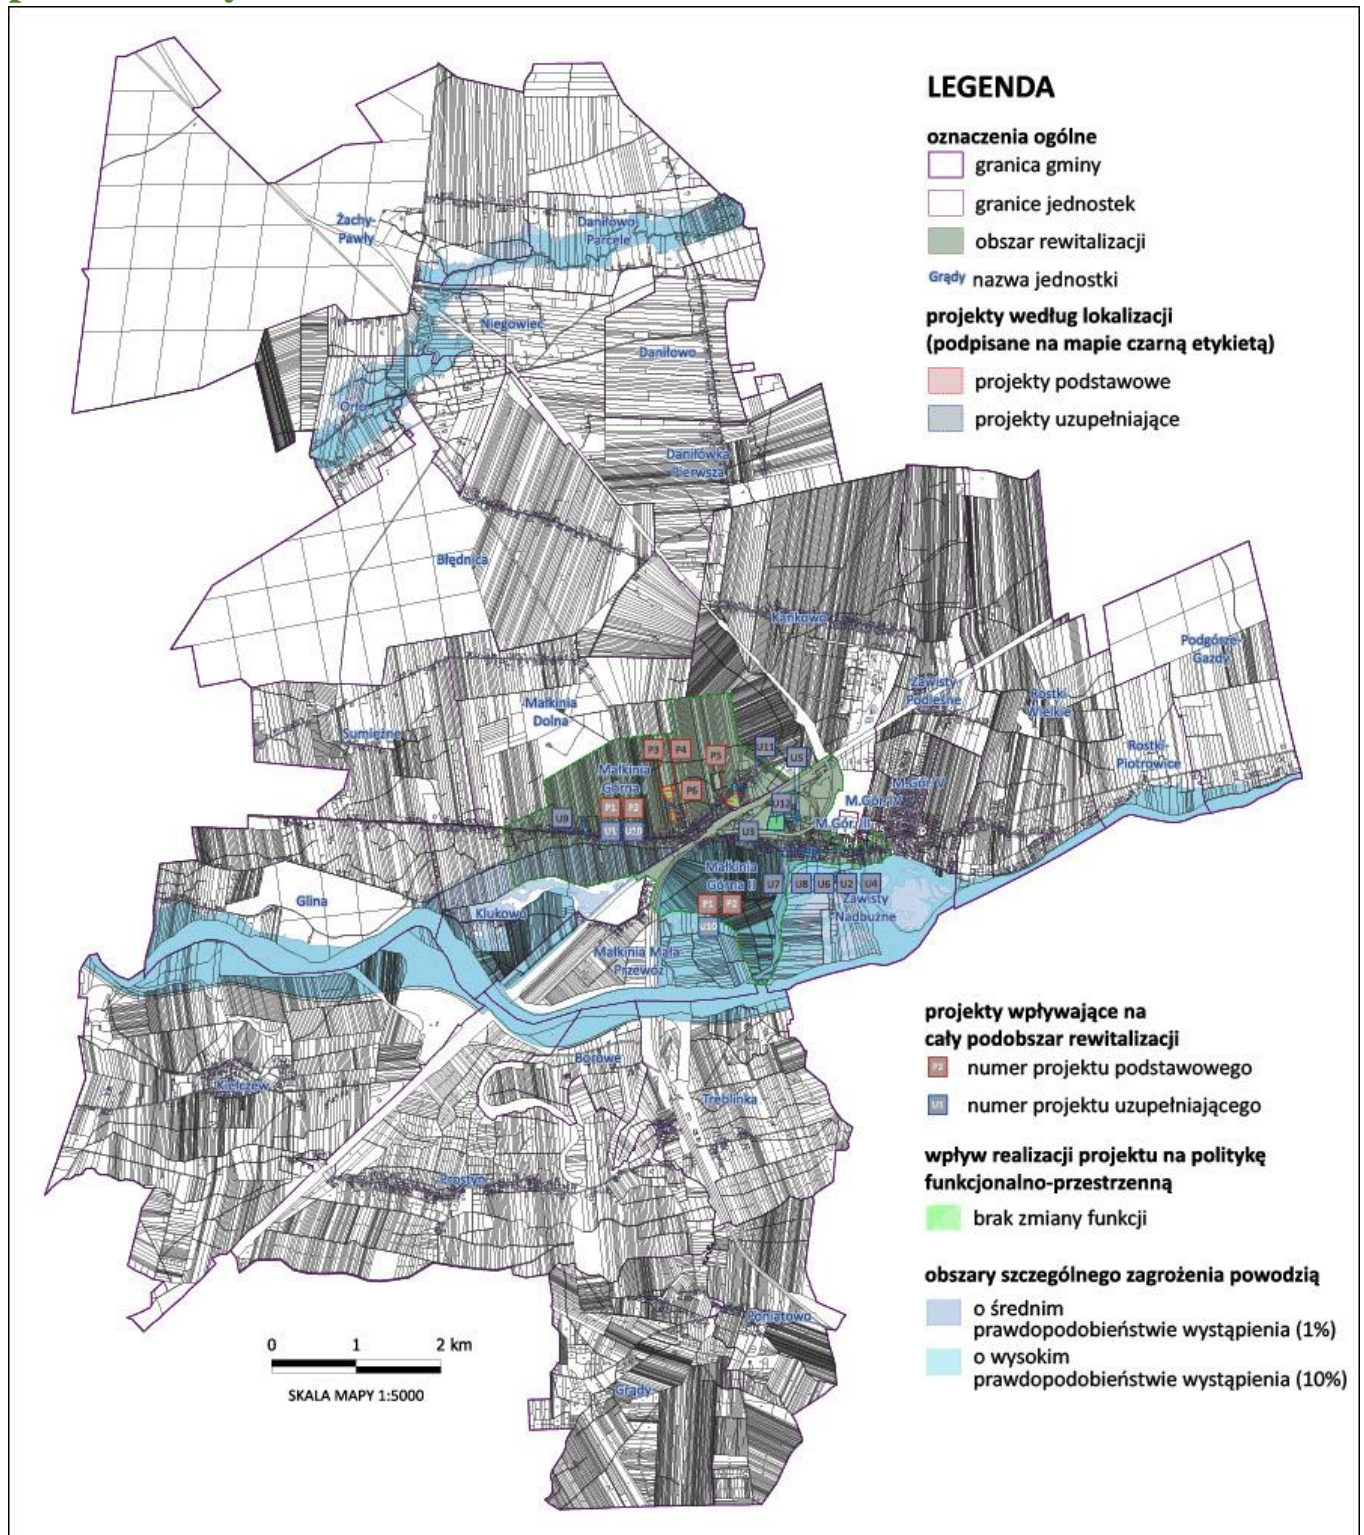 LEGENDA
oznaczenia ogólne
granica gminy
granice jednostek
obszar rewitalizacji
Grądy nazwa jednostki
projekty według lokalizacji
(podpisane na mapie czarną etykietą)
projekty podstawowe
projekty uzupełniające
Żachy-
Pawły
Daniłowo
Parcele
Niegowiec
Daniłowo
Orło
Daniłówka
Pierwsza
Błędnica
Kańkowo
Podgórze-
Gazdy
Zawisty
Podleśne
Rostki
Wielkie
Małkinia
Dolna
Sumiężne
Rostki-
Piotrowice
P3 P4 P5 U11 U5
Małkinia
Górna
P6
M.Gór. V
M.Gór. IV
P1 P2 U12
U9 M.Gór. III
U1 U10 U3
Małkinia
Górna II
U7 U8 U6 U2 U4
P1 P2
Zawisty
Nadbużne
U10
Glina
Klukowo
Małkinia Mała
Przewóz
Borowe
Kiełczew
Treblinka
Prostyń
Poniatowo
Grądy
projekty wpływające na
cały podobszar rewitalizacji
P2 numer projektu podstawowego
U1 numer projektu uzupełniającego
wpływ realizacji projektu na politykę
funkcjonalno-przestrzenną
brak zmiany funkcji
obszary szczególnego zagrożenia powodzią
o średnim
prawdopodobieństwie wystąpienia (1%)
o wysokim
prawdopodobieństwie wystąpienia (10%)
0 1 2 km
SKALA MAPY 1:5000